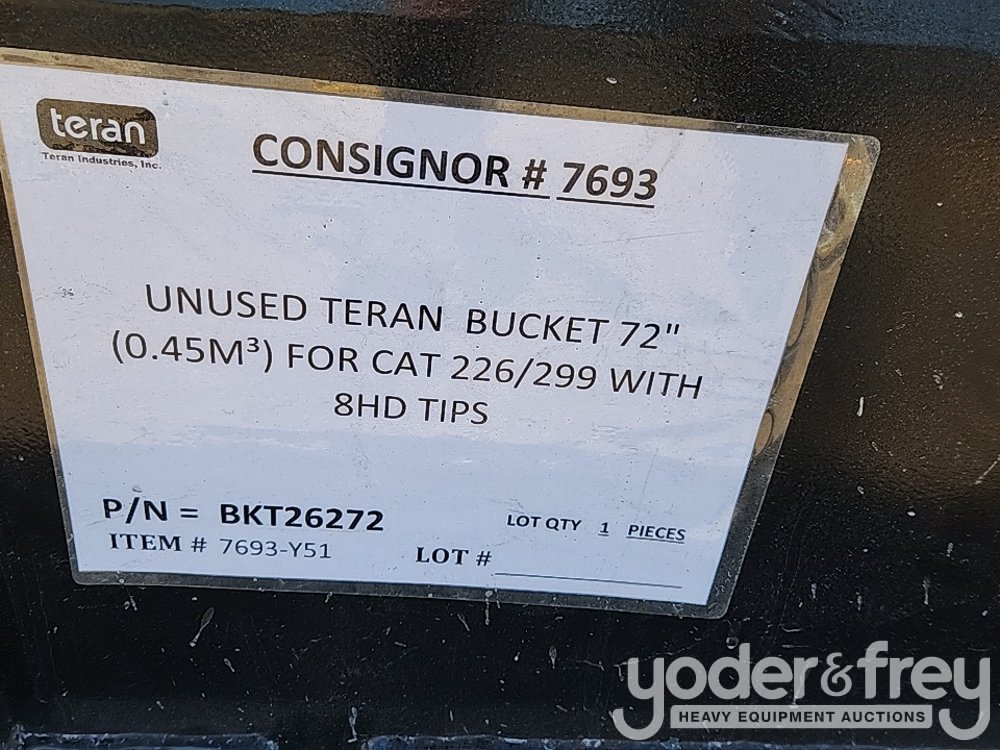 teran
Teran Industries, Inc.
CONSIGNOR # 7693
UNUSED TERAN BUCKET 72"
(0.45M³) FOR CAT 226/299 WITH
8HD TIPS
P/N = BKT26272
LOT QTY 1 PIECES
ITEM # 7693-Y51
LOT #
yoder&frey
HEAVY EQUIPMENT AUCTIONS